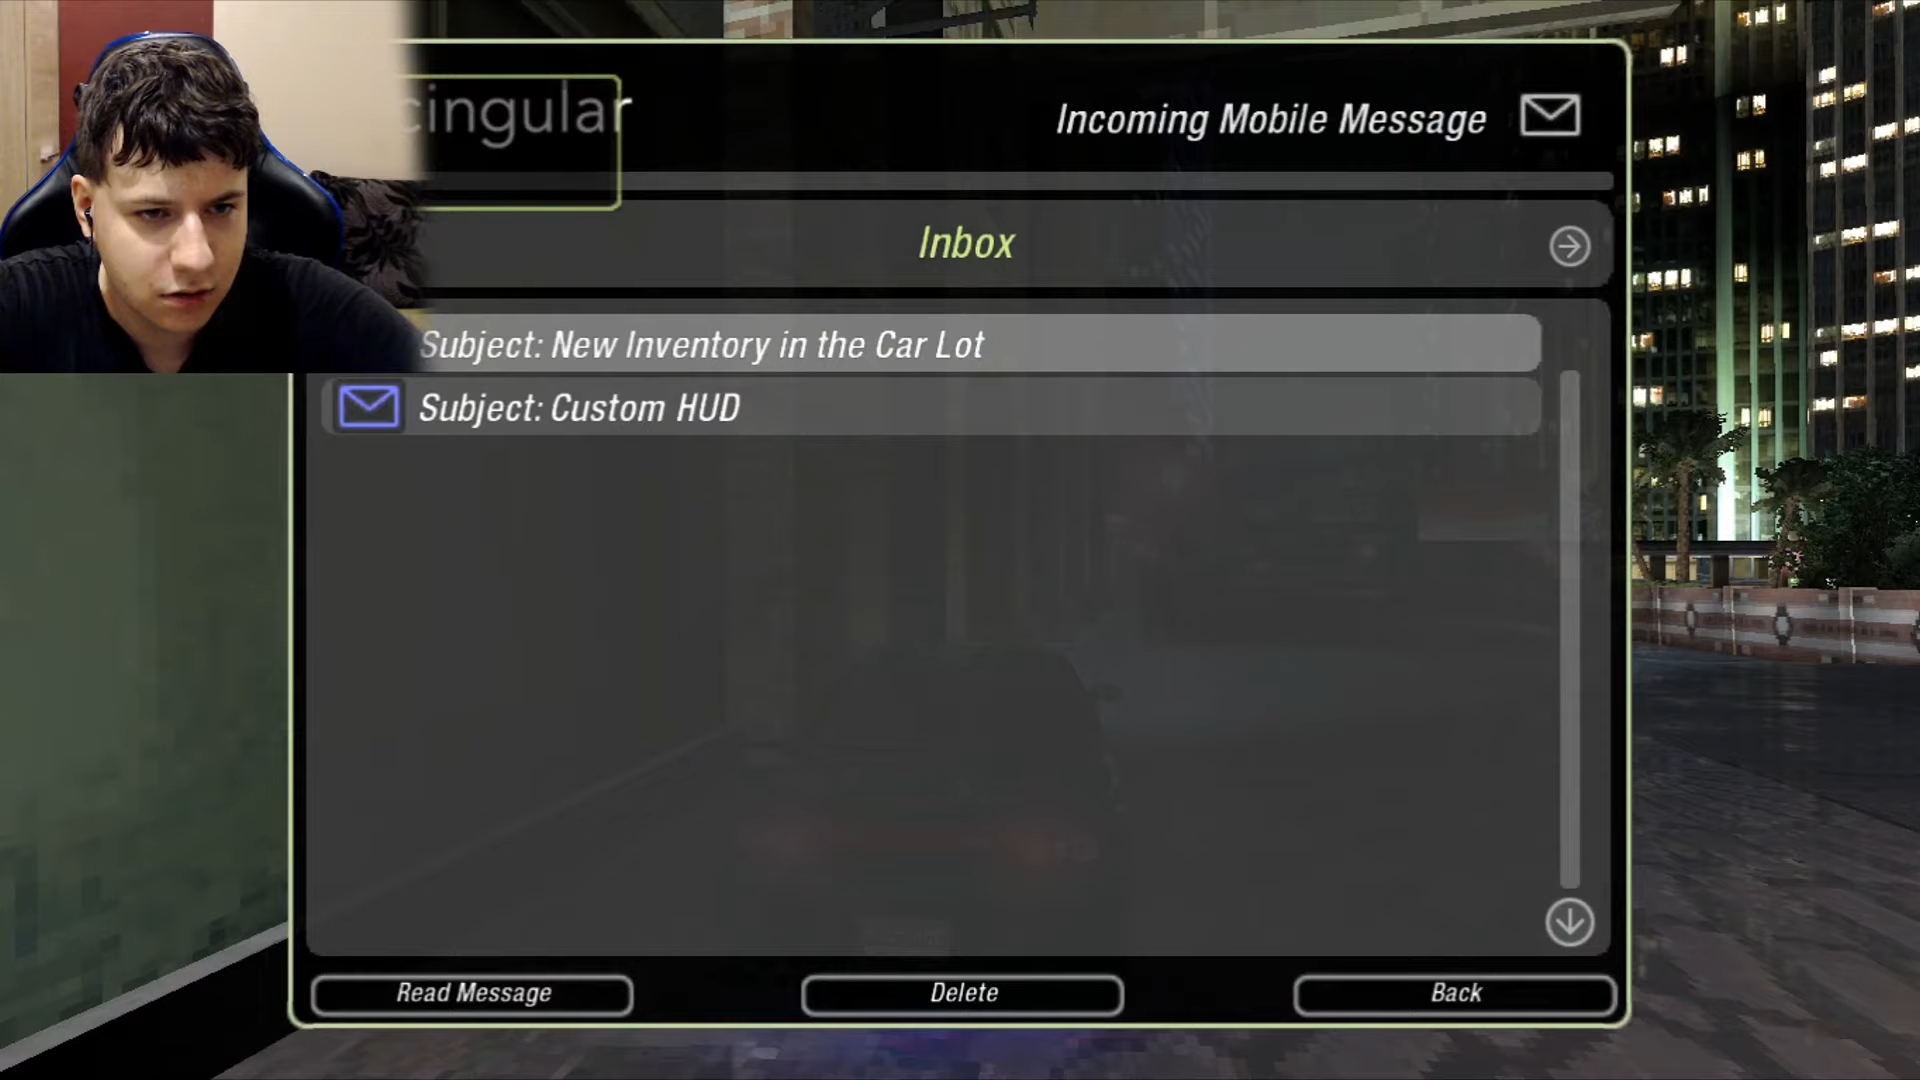 cingular
Incoming Mobile Message
Inbox
Subject: New Inventory in the Car Lot
Subject: Custom HUD
Read Message
Delete
Back